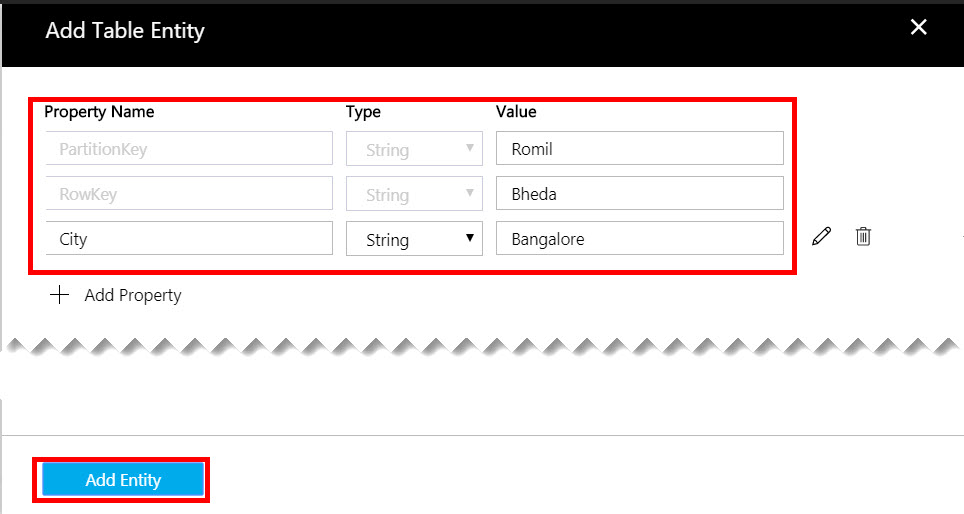 Add Table Entity
Property Name Type Value
PartitionKey String Romil
RowKey String Bheda
City String Bangalore
Add Property
Add Entity